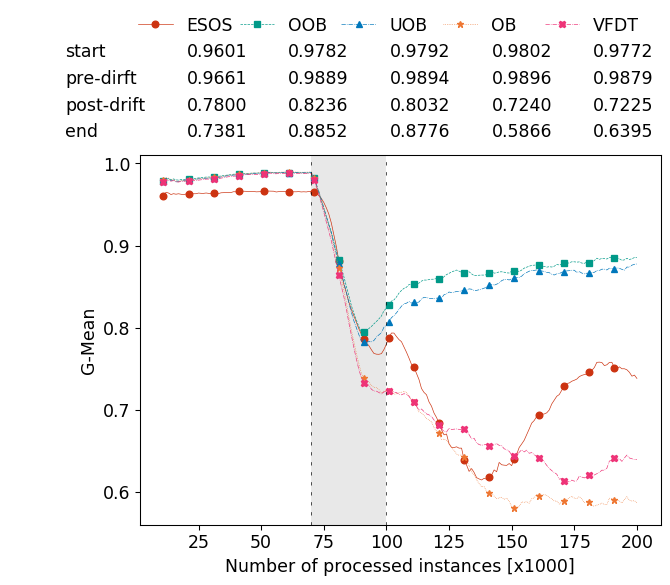 ESOS OOB UOB OB VFDT
start 0.9601 0.9782 0.9792 0.9802 0.9772
pre-dirft 0.9661 0.9889 0.9894 0.9896 0.9879
post-drift 0.7800 0.8236 0.8032 0.7240 0.7225
end 0.7381 0.8852 0.8776 0.5866 0.6395
1.0
0.9
0.8
0.7
0.6
G-Mean
25 50 75 100 125 150 175 200
Number of processed instances [x1000]